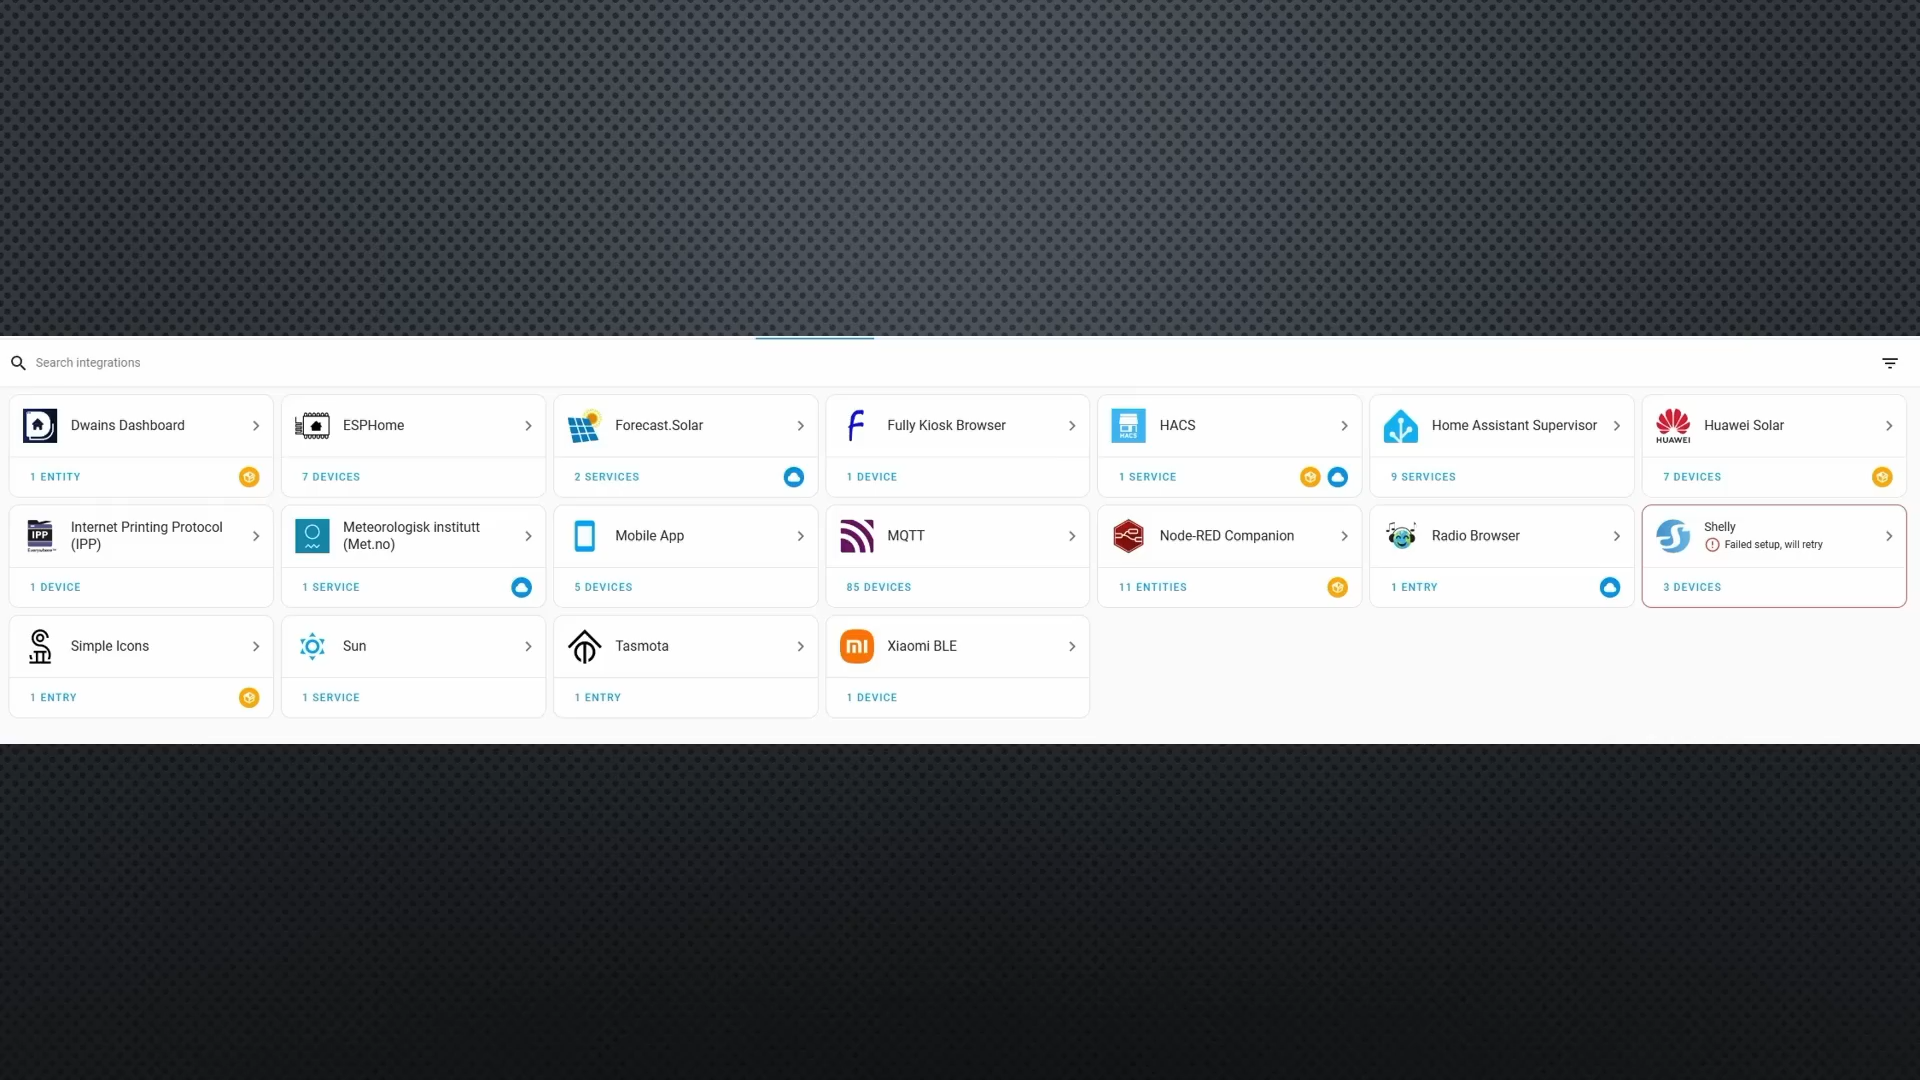 Search integrations
Dwains Dashboard
1 ENTITY
ESPHome
7 DEVICES
Forecast.Solar
2 SERVICES
Fully Kiosk Browser
1 DEVICE
HACS
HACS
1 SERVICE
Home Assistant Supervisor
9 SERVICES
HUAWEI
Huawei Solar
7 DEVICES
IPP
Everywhere™
Internet Printing Protocol
(IPP)
1 DEVICE
Meteorologisk institutt
(Met.no)
1 SERVICE
Mobile App
5 DEVICES
MQTT
85 DEVICES
Node-RED Companion
11 ENTITIES
Radio Browser
1 ENTRY
Shelly
Failed setup, will retry
3 DEVICES
Simple Icons
1 ENTRY
Sun
1 SERVICE
Tasmota
1 ENTRY
mi
Xiaomi BLE
1 DEVICE